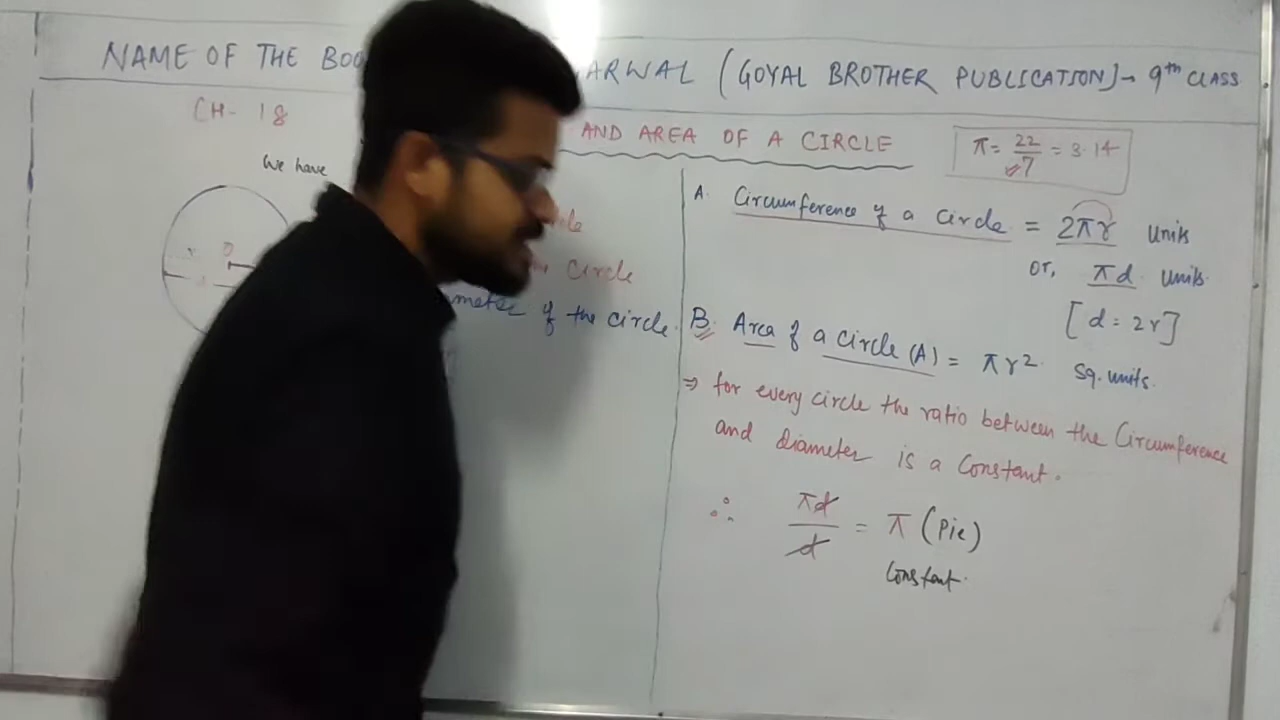 NAME OF THE BOO ARWAL (GOYAL BROTHER PUBLICATION) → 9th CLASS
CH- 18
AND AREA OF A CIRCLE
π = 22/7 = 3.14
We have
O
circle
meter of the circle.
A. Circumference of a circle = 2πr units
or, πd units.
[d = 2r]
B. Area of a circle (A) = πr² sq. units.
⇒ for every circle the ratio between the Circumference
and diameter is a Constant.
∴ πd/d = π (Pie)
Constant.